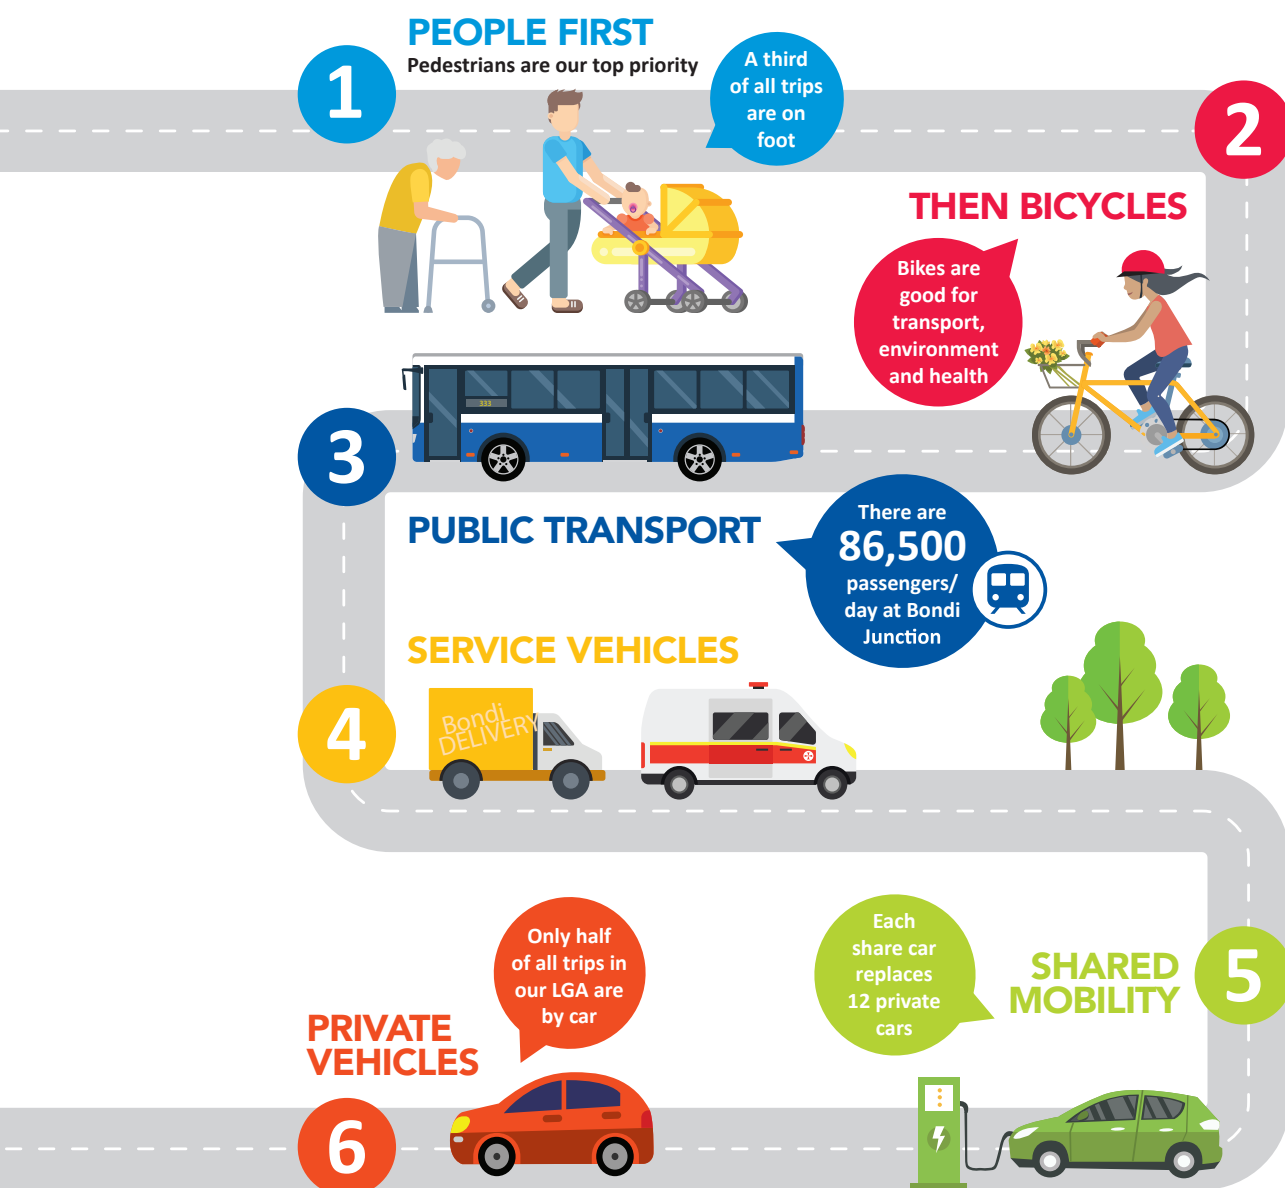 PEOPLE FIRST
Pedestrians are our top priority
1
A third
of all trips
are on
foot
2
THEN BICYCLES
Bikes are
good for
transport,
environment
and health
333
3
PUBLIC TRANSPORT
There are
86,500
passengers/
day at Bondi
Junction
SERVICE VEHICLES
4
Bondi
DELIVERY
Each
share car
replaces
12 private
cars
SHARED
MOBILITY
5
Only half
of all trips in
our LGA are
by car
PRIVATE
VEHICLES
6